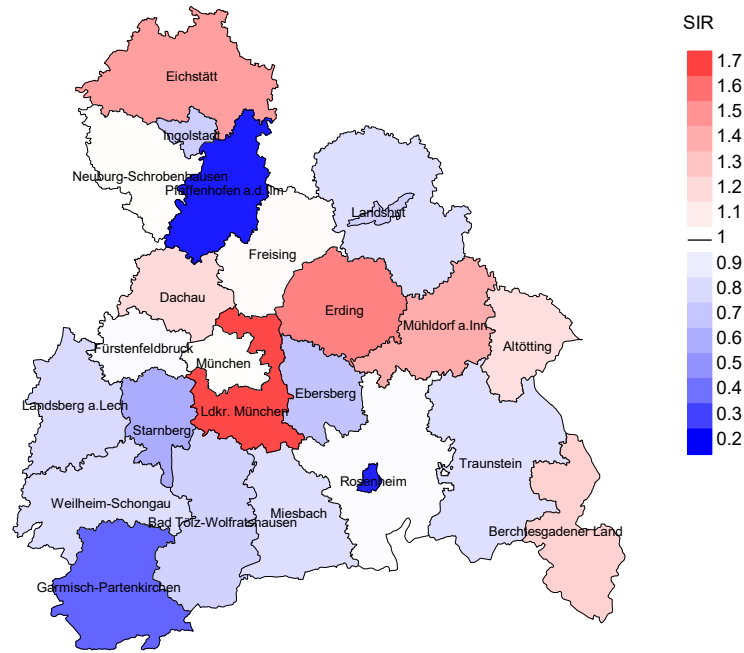 SIR
1.7
1.6
1.5
1.4
1.3
1.2
1.1
1
0.9
0.8
0.7
0.6
0.5
0.4
0.3
0.2
Eichstätt
Ingolstadt
Neuburg-Schrobenhausen
Pfaffenhofen a.d.Ilm
Landshut
Freising
Dachau
Erding
Mühldorf a.Inn
Altötting
Fürstenfeldbruck
München
Ebersberg
Landsberg a.Lech
Ldkr. München
Starnberg
Traunstein
Rosenheim
Weilheim-Schongau
Miesbach
Bad Tölz-Wolfratshausen
Berchtesgadener Land
Garmisch-Partenkirchen